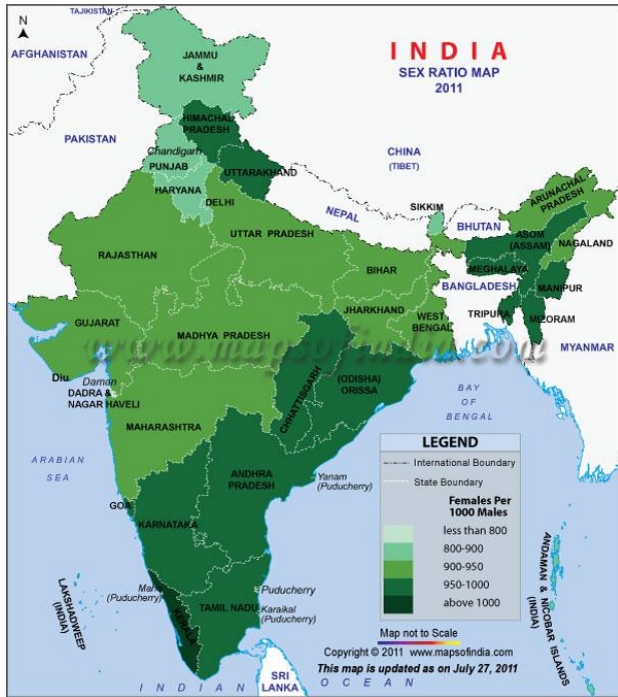 TAJIKISTAN
N
AFGHANISTAN
INDIA
SEX RATIO MAP
2011
JAMMU
&
KASHMIR
HIMACHAL
PRADESH
PAKISTAN
Chandigarh
PUNJAB
CHINA
(TIBET)
UTTARAKHAND
HARYANA
DELHI
SIKKIM
ARUNACHAL
PRADESH
NEPAL
BHUTAN
RAJASTHAN
UTTAR PRADESH
ASOM
(ASSAM)
NAGALAND
BIHAR
MEGHALAYA
MANIPUR
BANGLADESH
JHARKHAND
GUJARAT
WEST
BENGAL
TRIPURA
MIZORAM
MADHYA PRADESH
www.mapsofindia.com
MYANMAR
Diu
Daman
DADRA &
NAGAR HAVELI
CHHATTISGARH
(ODISHA)
ORISSA
BAY
OF
BENGAL
MAHARASHTRA
ARABIAN
SEA
ANDHRA
PRADESH
Yanam
(Puducherry)
GOA
KARNATAKA
LEGEND
International Boundary
State Boundary
Females Per
1000 Males
less than 800
800-900
900-950
950-1000
above 1000
ANDAMAN & NICOBAR ISLANDS
(INDIA)
LAKSHADWEEP
(INDIA)
Mahe
(Puducherry)
Puducherry
KERALA
TAMIL NADU
Karaikal
(Puducherry)
Map not to Scale
Copyright © 2011 www.mapsofindia.com
This map is updated as on July 27, 2011
SRI
LANKA
INDIAN OCEAN